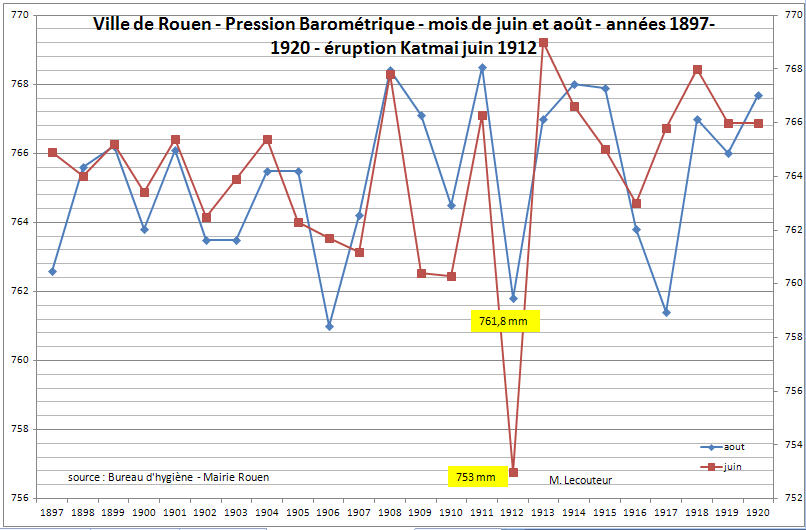 Ville de Rouen - Pression Barométrique - mois de juin et août - années 1897-
1920 - éruption Katmai juin 1912
770
768
766
764
762
760
758
756
770
768
766
764
762
760
758
756
754
752
761,8 mm
753 mm
aout
juin
source : Bureau d'hygiène - Mairie Rouen
M. Lecouteur
1897 1898 1899 1900 1901 1902 1903 1904 1905 1906 1907 1908 1909 1910 1911 1912 1913 1914 1915 1916 1917 1918 1919 1920